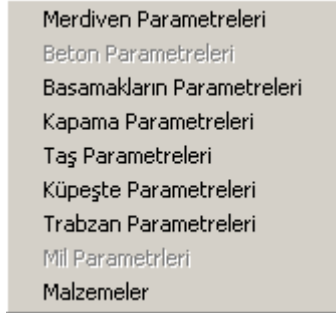 Merdiven Parametreleri
Beton Parametreleri
Basamakların Parametreleri
Kapama Parametreleri
Taş Parametreleri
Küpeşte Parametreleri
Trabzan Parametreleri
Mil Parametrleri
Malzemeler